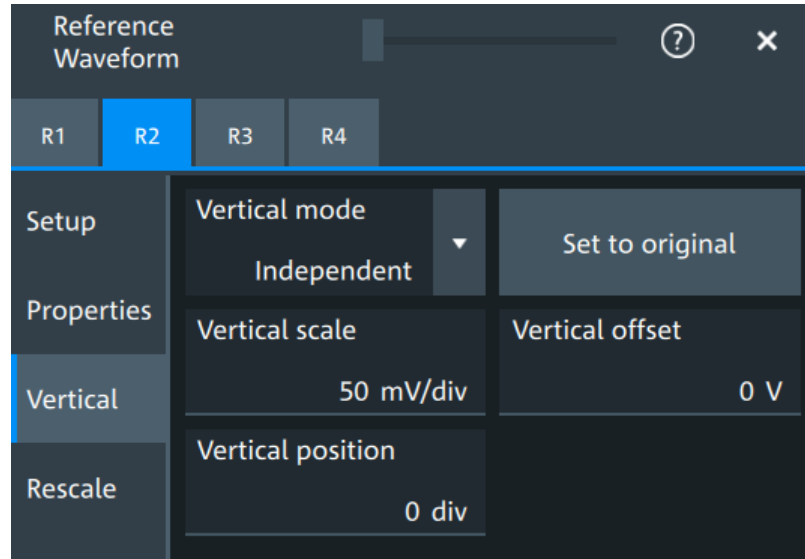 Reference
Waveform
?
×
R1 R2 R3 R4
Setup
Properties
Vertical
Rescale
Vertical mode
Independent
Set to original
Vertical scale
50 mV/div
Vertical offset
0 V
Vertical position
0 div